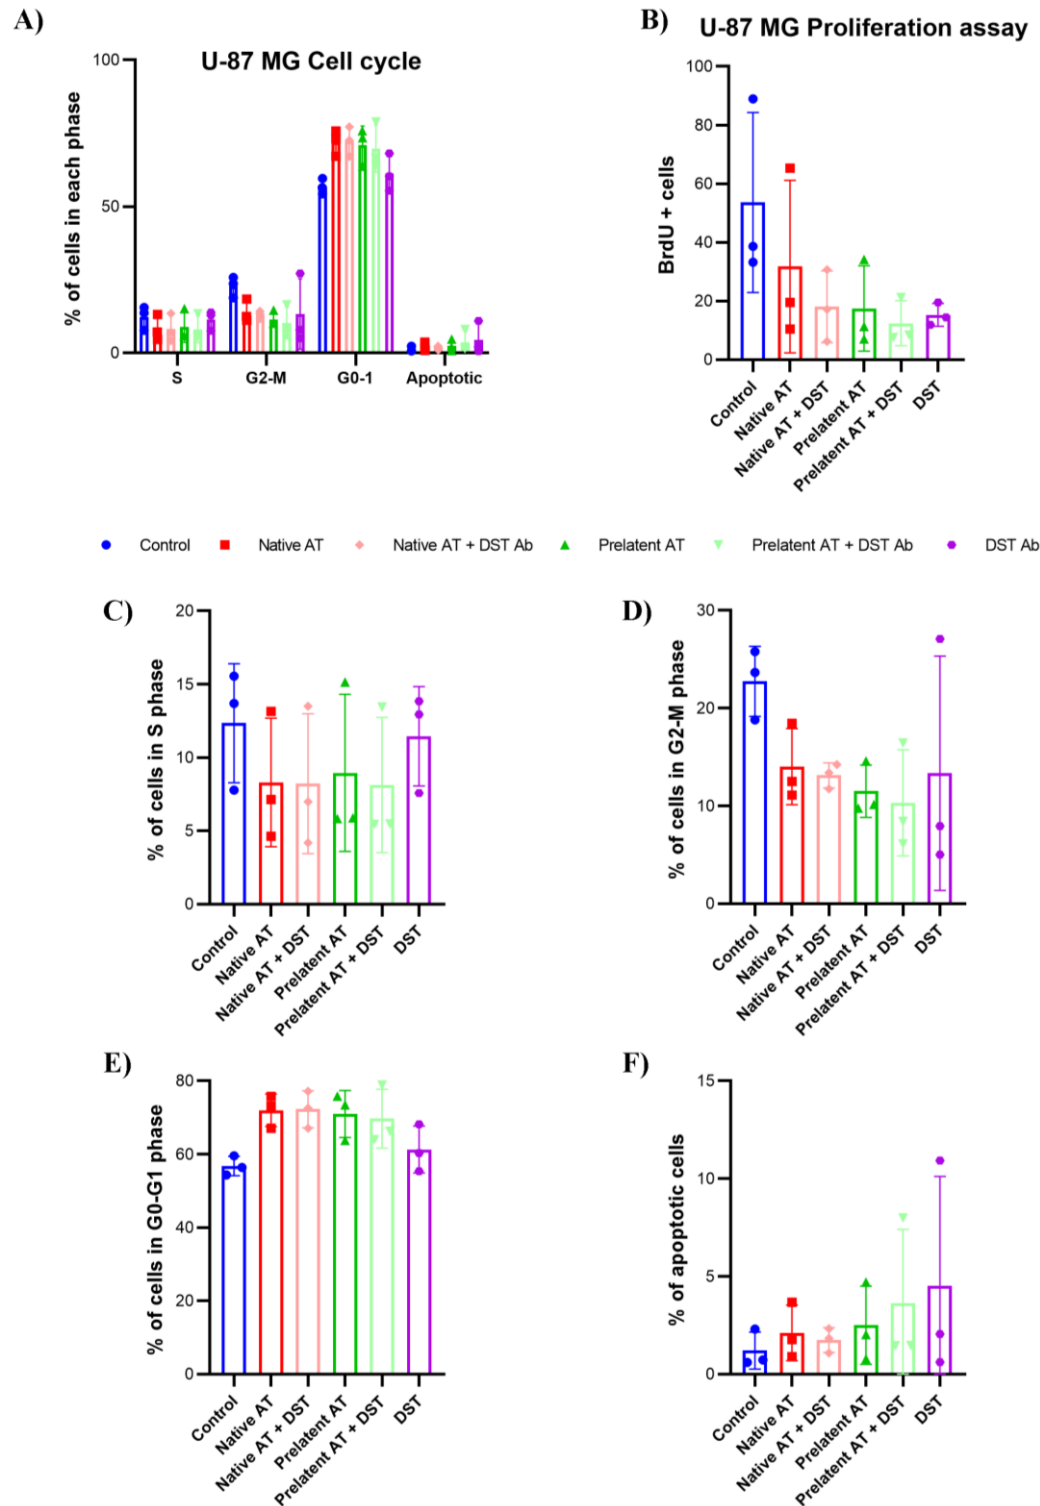 A)
U-87 MG Cell cycle
% of cells in each phase
100
50
0
S G2-M G0-1 Apoptotic
B)
U-87 MG Proliferation assay
BrdU + cells
100
80
60
40
20
0
Control
Native AT
Native AT + DST
Prelatent AT
Prelatent AT + DST
DST
Control Native AT Native AT + DST Ab Prelatent AT Prelatent AT + DST Ab DST Ab
C)
% of cells in S phase
20
15
10
5
0
Control
Native AT
Native AT + DST
Prelatent AT
Prelatent AT + DST
DST
D)
% of cells in G2-M phase
30
20
10
0
Control
Native AT
Native AT + DST
Prelatent AT
Prelatent AT + DST
DST
E)
% of cells in G0-G1 phase
80
60
40
20
0
Control
Native AT
Native AT + DST
Prelatent AT
Prelatent AT + DST
DST
F)
% of apoptotic cells
15
10
5
0
Control
Native AT
Native AT + DST
Prelatent AT
Prelatent AT + DST
DST